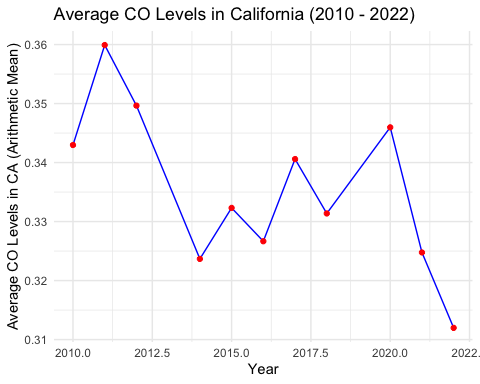 Average CO Levels in California (2010 - 2022)
Average CO Levels in CA (Arithmetic Mean)
0.36
0.35
0.34
0.33
0.32
0.31
2010.0 2012.5 2015.0 2017.5 2020.0 2022.
Year